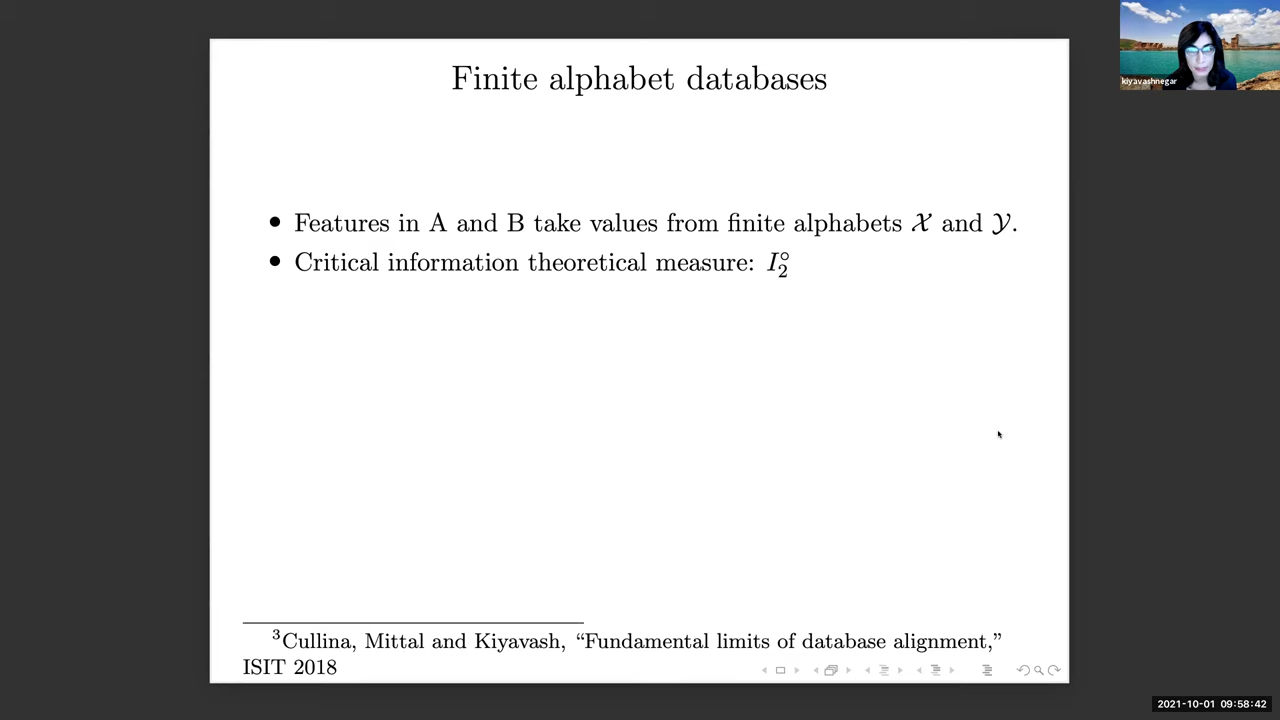 kiyavashnegar
Finite alphabet databases
• Features in A and B take values from finite alphabets 𝒳 and 𝒴.
• Critical information theoretical measure: I₂°
³Cullina, Mittal and Kiyavash, “Fundamental limits of database alignment,”
ISIT 2018
2021-10-01 09:58:42